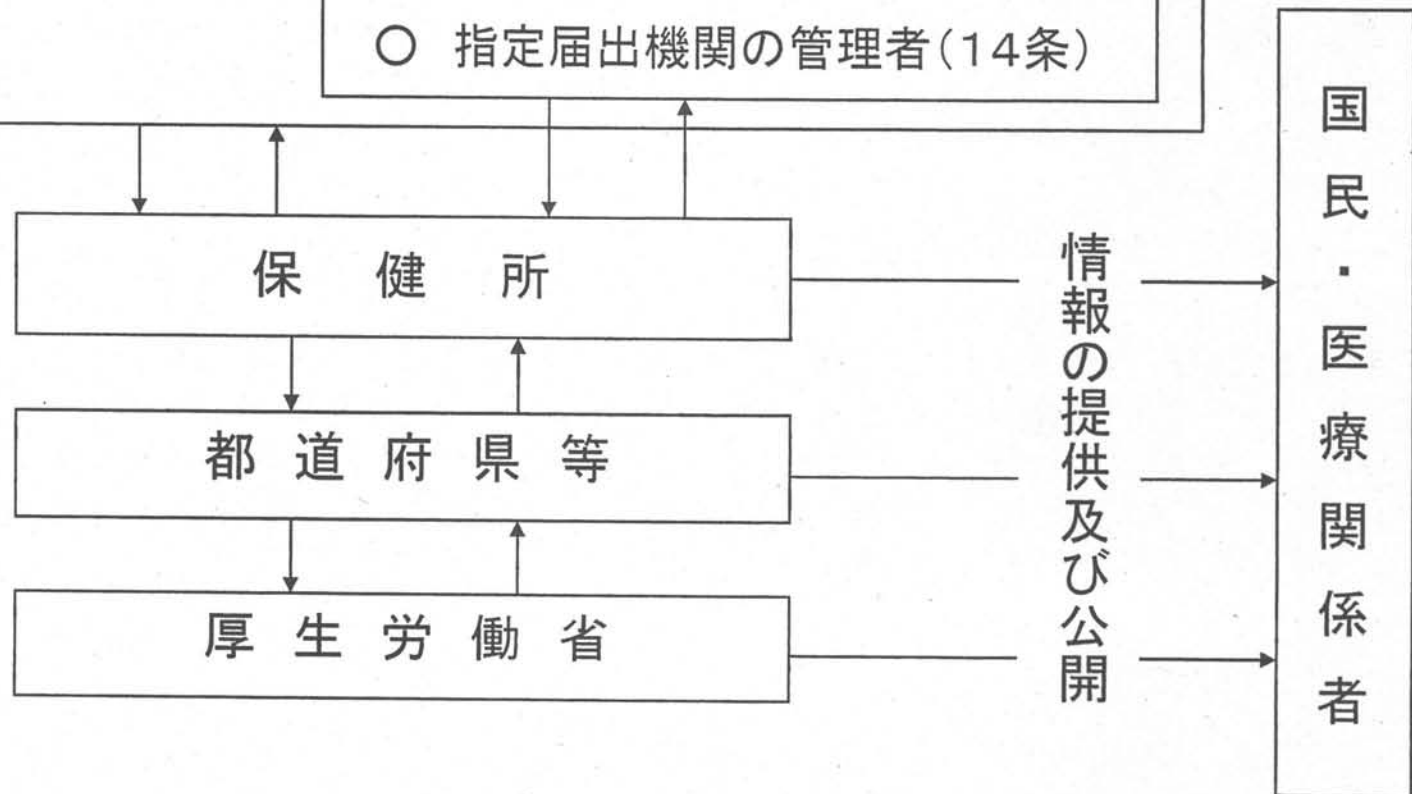 ○ 指定届出機関の管理者(14条)
保健所
都道府県等
厚生労働省
情報の提供及び公開
国民・医療関係者